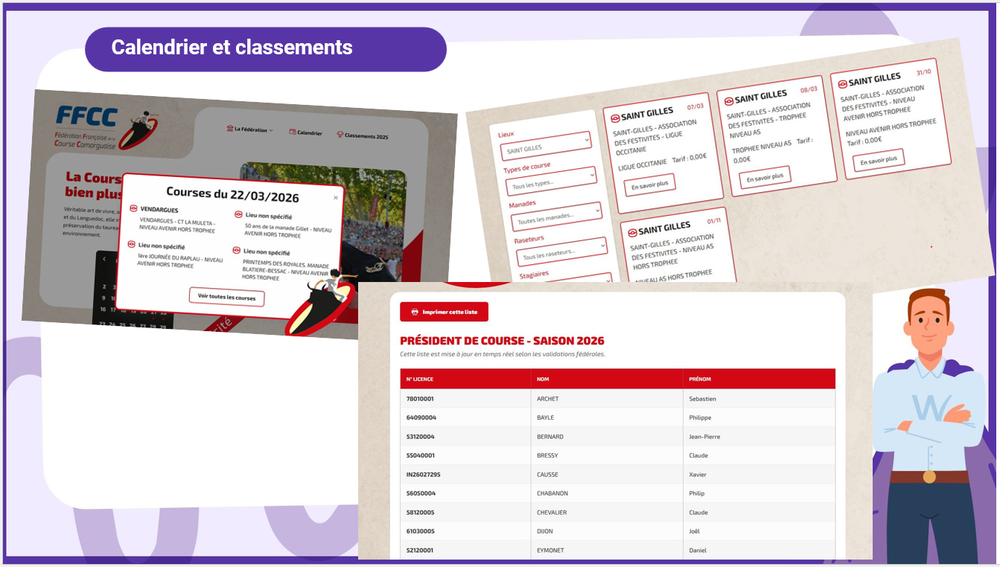 Calendrier et classements
FFCC
Fédération Française de la
Course Camarguaise
La Fédération
Calendrier
Classements 2025
La Cours
bien plus
Véritable art de vivre, a
et du Languedoc, elle in
préservation du taureau
environnement.
Courses du 22/03/2026
×
VENDARGUES
VENDARGUES - CT LA MULETA -
NIVEAU AVENIR HORS TROPHEE
Lieu non spécifié
50 ans de la manade Gillet - NIVEAU
AVENIR HORS TROPHEE
Lieu non spécifié
1ère JOURNÉE DU RAPLAU - NIVEAU
AVENIR HORS TROPHEE
Lieu non spécifié
PRINTEMPS DES ROYALES. MANADE
BLATIERE-BESSAC - NIVEAU AVENIR
HORS TROPHEE
Voir toutes les courses
2
9
16
23 24 25 26 27 28 29
cité
Lieux
SAINT GILLES
Types de course
Tous les types...
Manades
Toutes les manades...
Raseteurs
Tous les raseteurs...
Stagiaires
SAINT GILLES
07/03
SAINT-GILLES - ASSOCIATION
DES FESTIVITES - LIGUE
OCCITANIE
LIGUE OCCITANIE Tarif : 0,00€
En savoir plus
SAINT GILLES
08/03
SAINT-GILLES - ASSOCIATION
DES FESTIVITES - TROPHEE
NIVEAU AS
TROPHEE NIVEAU AS Tarif :
0,00€
En savoir plus
SAINT GILLES
31/10
SAINT-GILLES - ASSOCIATION
DES FESTIVITES - NIVEAU
AVENIR HORS TROPHEE
NIVEAU AVENIR HORS TROPHEE
Tarif : 0,00€
En savoir plus
SAINT GILLES
01/11
SAINT-GILLES - ASSOCIATION
DES FESTIVITES - NIVEAU AS
HORS TROPHEE
NIVEAU AS HORS TROPHEE
Imprimer cette liste
PRÉSIDENT DE COURSE - SAISON 2026
Cette liste est mise à jour en temps réel selon les validations fédérales.
N° LICENCE NOM PRÉNOM
78010001 ARCHET Sebastien
64090004 BAYLE Philippe
53120004 BERNARD Jean-Pierre
55040001 BRESSY Claude
IN26027295 CAUSSE Xavier
56050004 CHABANON Philip
58120005 CHEVALIER Claude
61030005 DIJON Joël
52120001 EYMONET Daniel
W